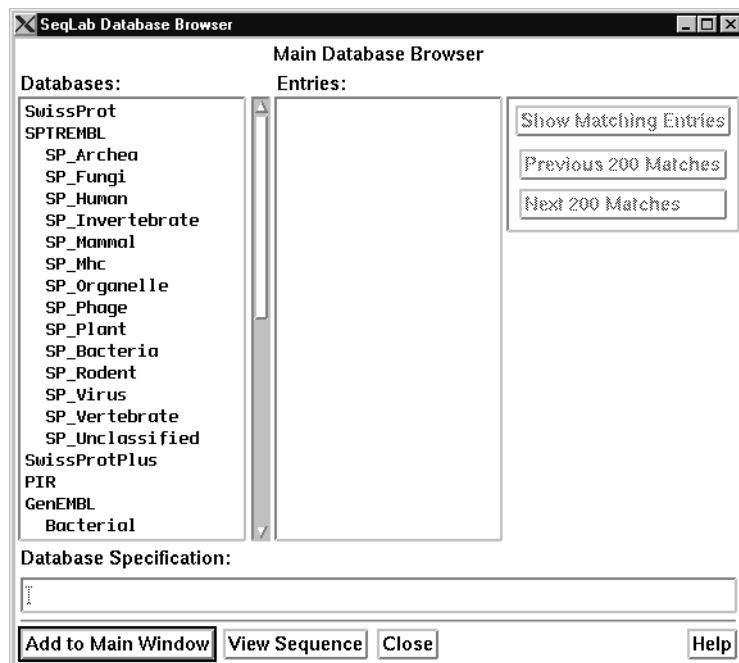 SeqLab Database Browser
Main Database Browser
Databases:
Entries:
SwissProt
SPTREMBL
SP_Archea
SP_Fungi
SP_Human
SP_Invertebrate
SP_Mammal
SP_Mhc
SP_Organelle
SP_Phage
SP_Plant
SP_Bacteria
SP_Rodent
SP_Virus
SP_Vertebrate
SP_Unclassified
SwissProtPlus
PIR
GenEMBL
Bacterial
Show Matching Entries
Previous 200 Matches
Next 200 Matches
Database Specification:
Add to Main Window
View Sequence
Close
Help